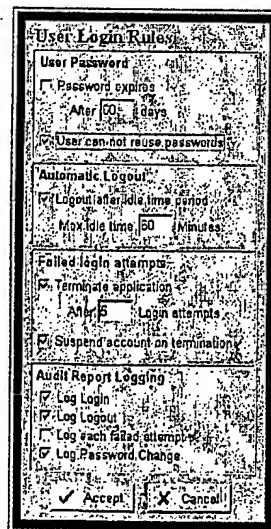 User Login Rules
User Password
Password expires
After 60 days
User can not reuse passwords
Automatic Logout
Logout after idle time period
Max idle time 60 Minutes
Failed login attempts
Terminate application
After 5 Login attempts
Suspend account on termination
Audit Report Logging
Log Login
Log Logout
Log each failed attempt
Log Password Change
Accept Cancel